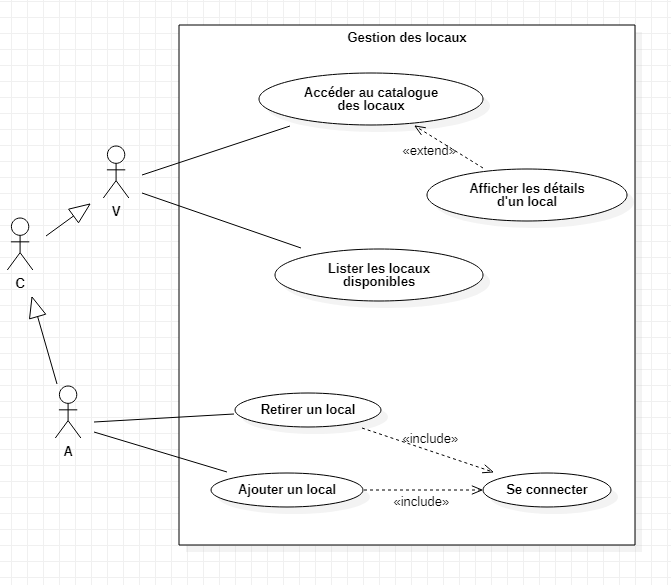 Gestion des locaux
Accéder au catalogue
des locaux
«extend»
V
Afficher les détails
d'un local
C
Lister les locaux
disponibles
Retirer un local
«include»
A
Ajouter un local
Se connecter
«include»